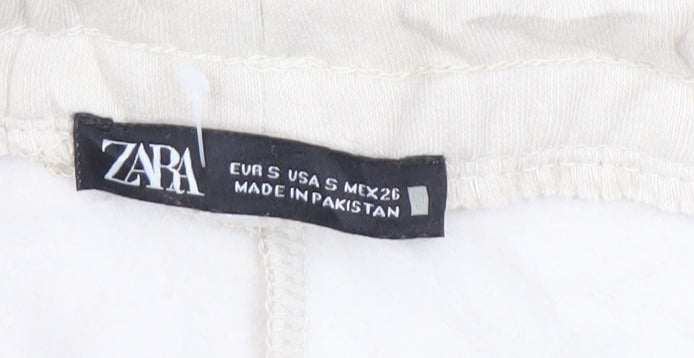 ZARA
EUR S USA S MEX26
MADE IN PAKISTAN